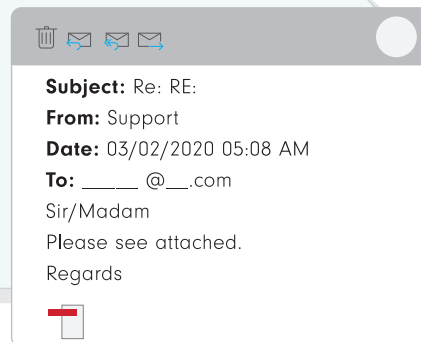 Subject: Re: RE:
From: Support
Date: 03/02/2020 05:08 AM
To: ______ @__.com
Sir/Madam
Please see attached.
Regards